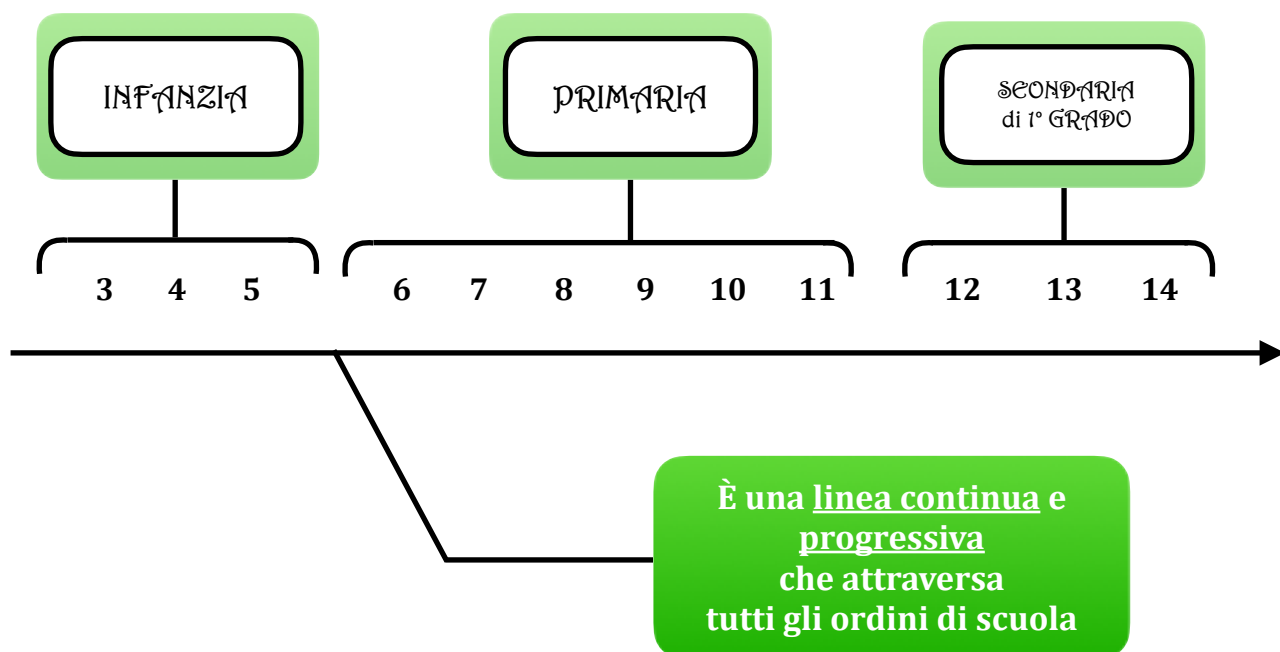 INFANZIA
PRIMARIA
SEONDARIA
di 1° GRADO
3 4 5
6 7 8 9 10 11
12 13 14
È una linea continua e
progressiva
che attraversa
tutti gli ordini di scuola